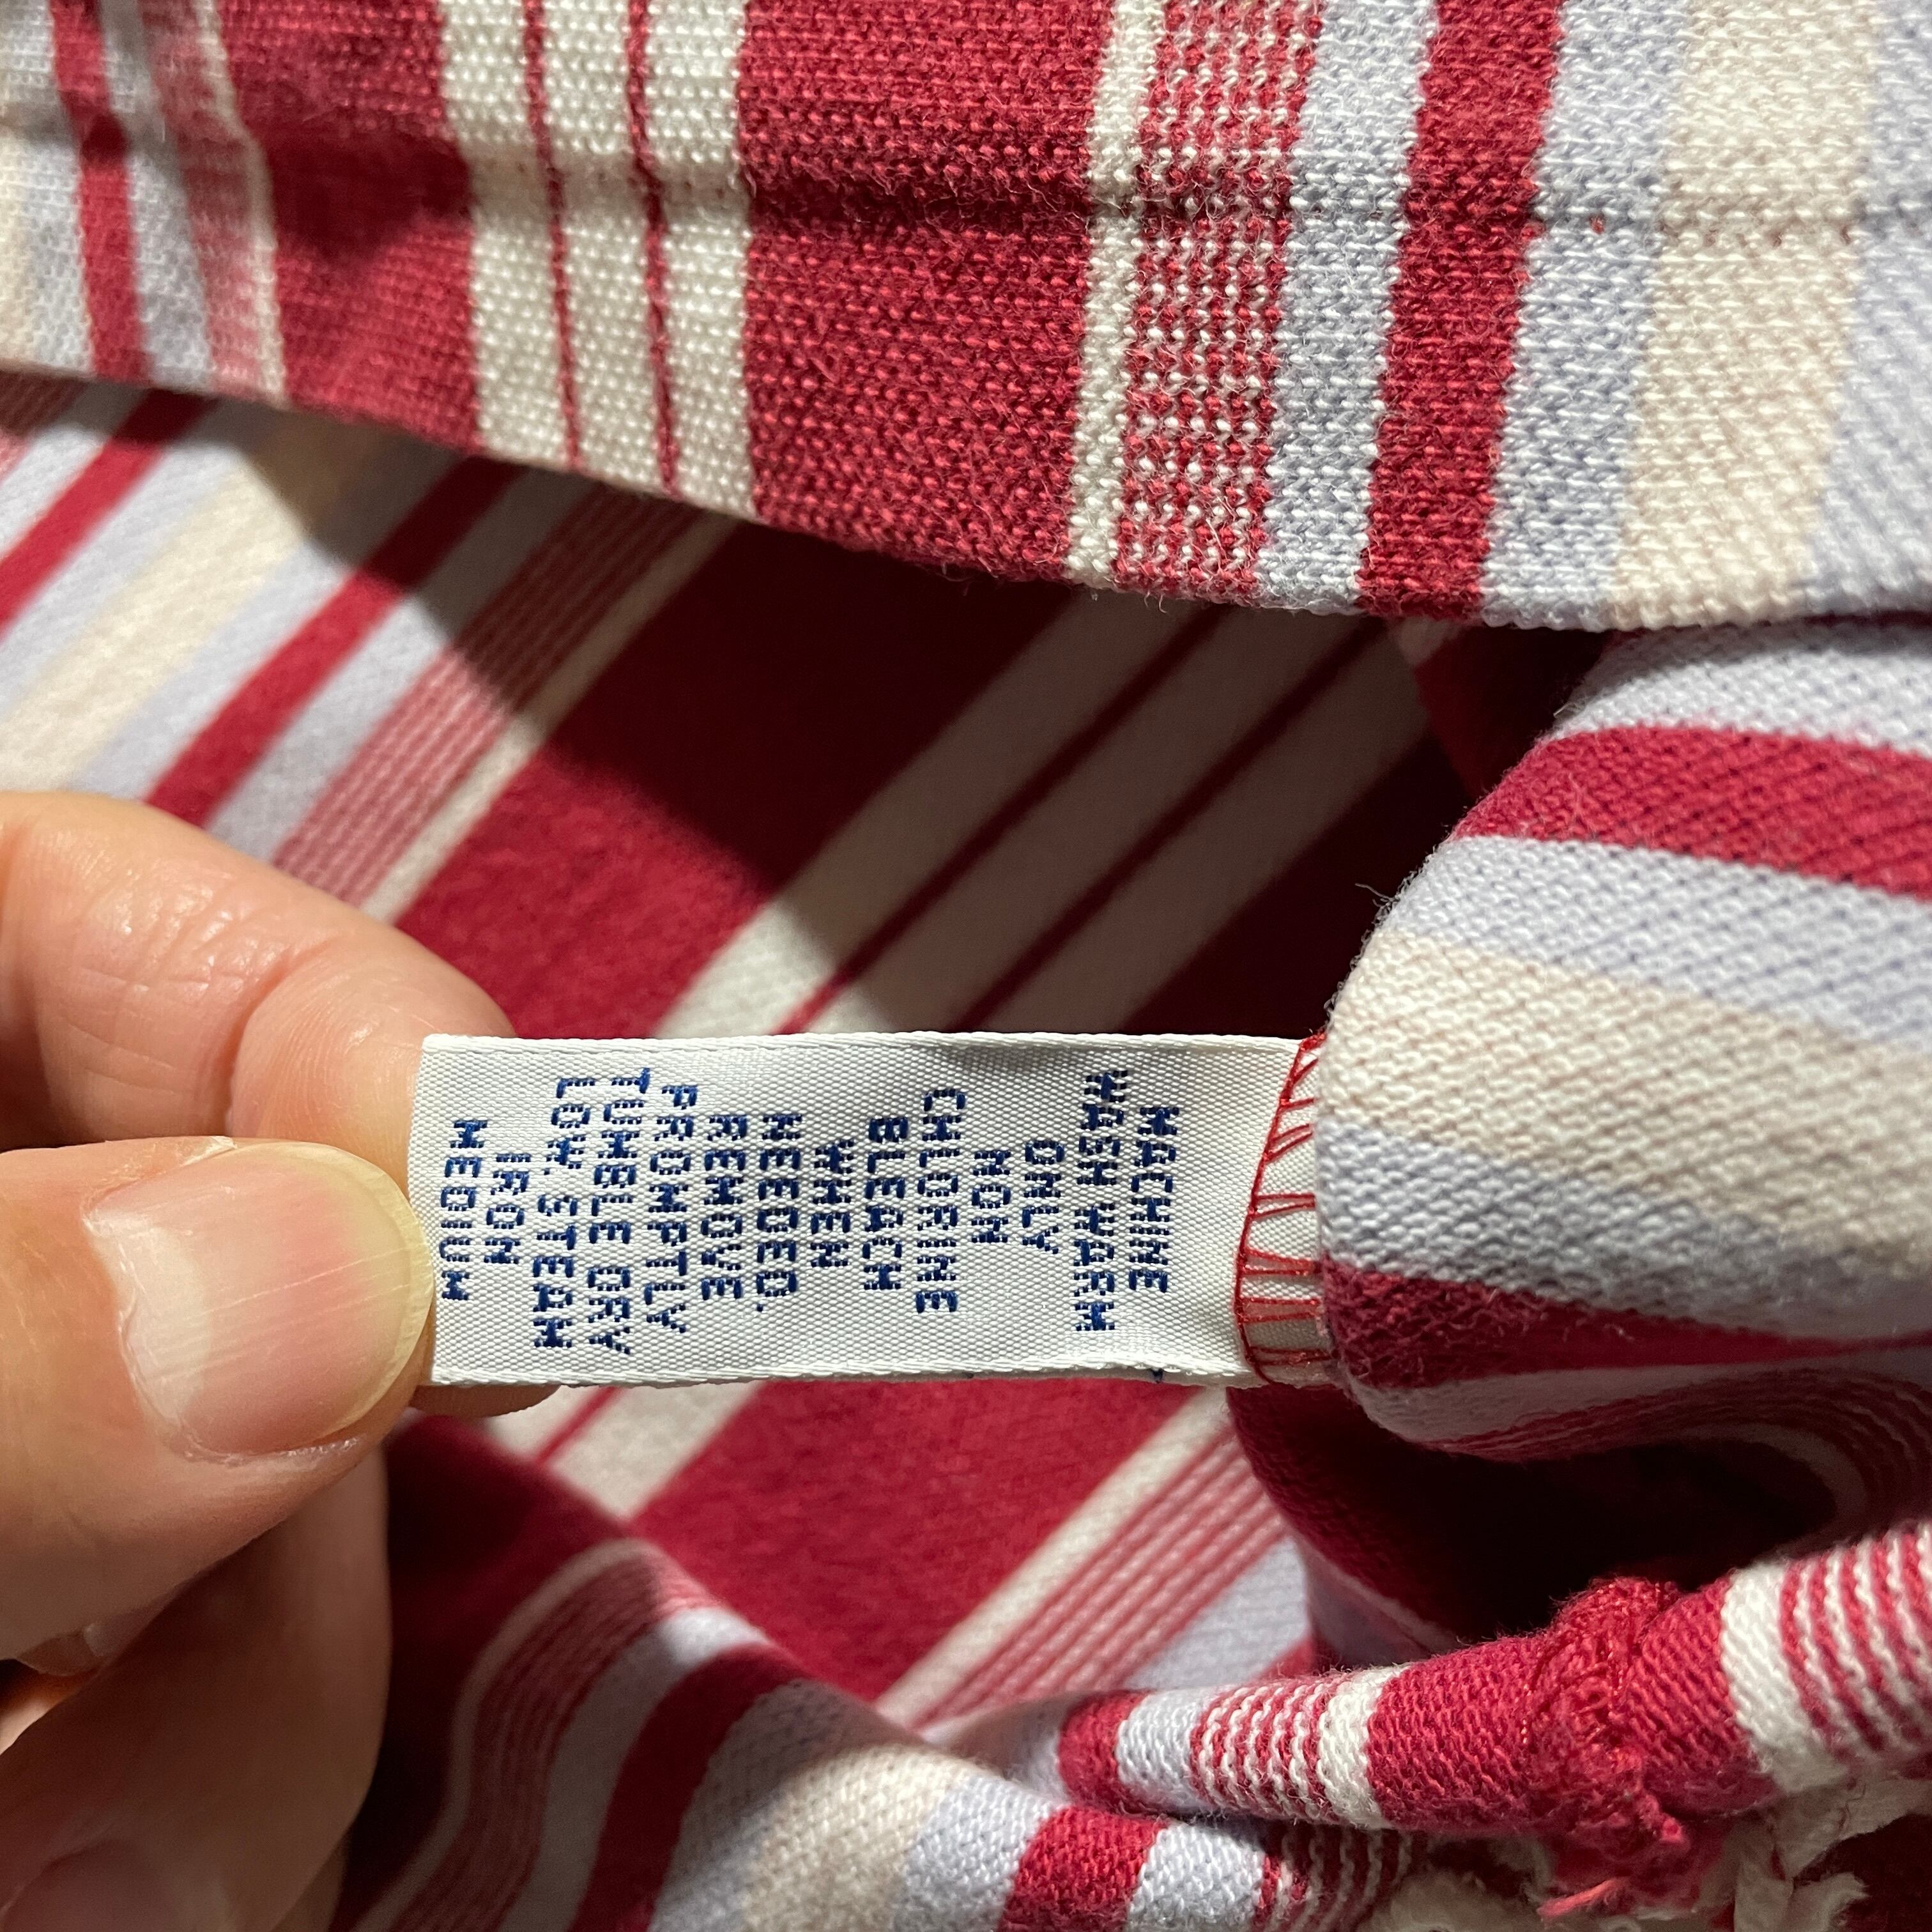 MACHINE
WASH WARM
ONLY
NON
CHLORINE
BLEACH
WHEN
NEEDED.
REMOVE
PROMPTLY
TUMBLE DRY
LOW, STEAM
IRON
MEDIUM